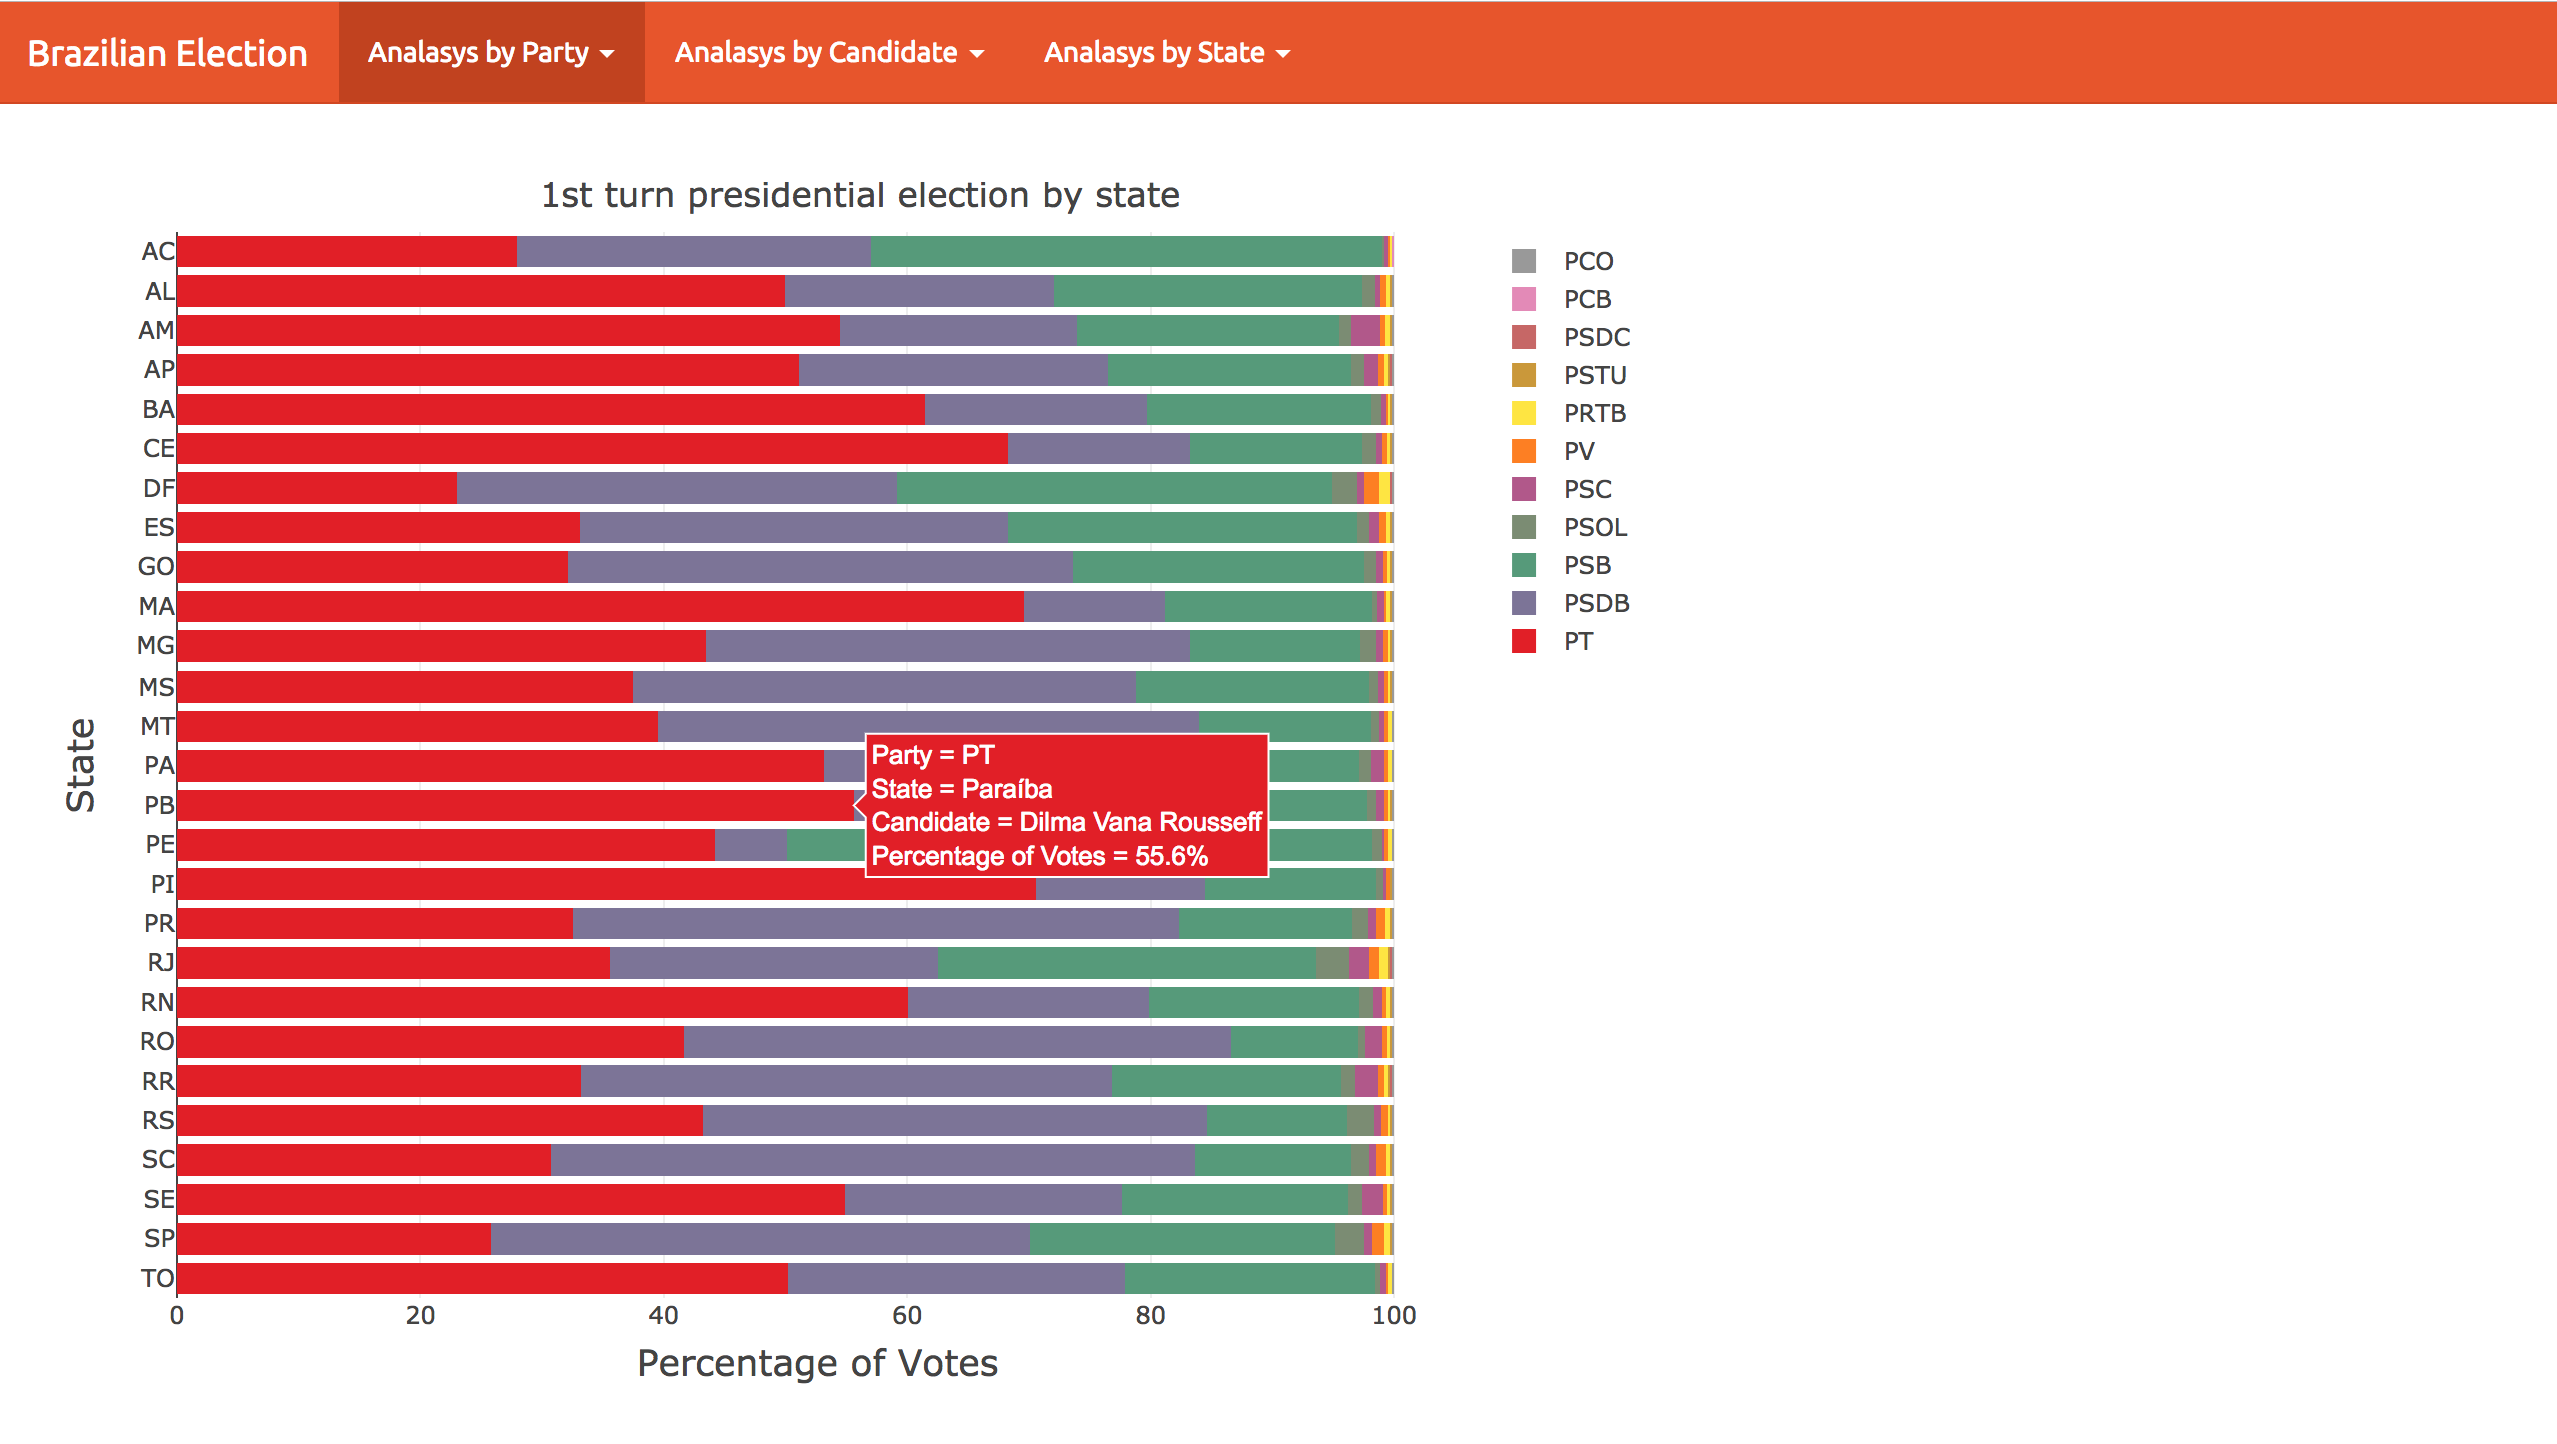 Brazilian Election
Analasys by Party
Analasys by Candidate
Analasys by State
1st turn presidential election by state
AC
AL
AM
AP
BA
CE
DF
ES
GO
MA
MG
MS
MT
PA
PB
PE
PI
PR
RJ
RN
RO
RR
RS
SC
SE
SP
TO
State
Party = PT
State = Paraíba
Candidate = Dilma Vana Rousseff
Percentage of Votes = 55.6%
0 20 40 60 80 100
Percentage of Votes
PCO
PCB
PSDC
PSTU
PRTB
PV
PSC
PSOL
PSB
PSDB
PT